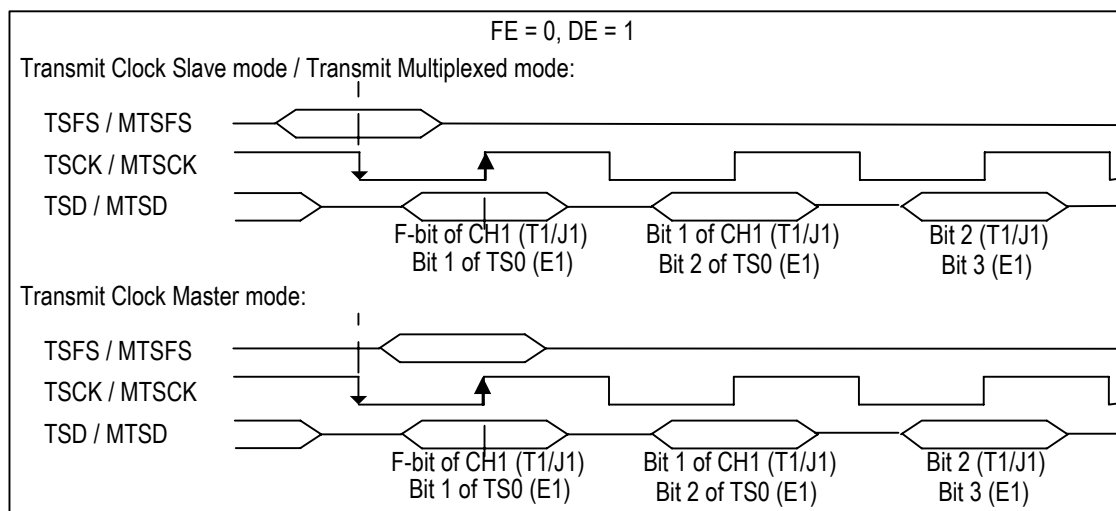 FE = 0, DE = 1
Transmit Clock Slave mode / Transmit Multiplexed mode:
TSFS / MTSFS
TSCK / MTSCK
TSD / MTSD
F-bit of CH1 (T1/J1) Bit 1 of CH1 (T1/J1) Bit 2 (T1/J1)
Bit 1 of TS0 (E1) Bit 2 of TS0 (E1) Bit 3 (E1)
Transmit Clock Master mode:
TSFS / MTSFS
TSCK / MTSCK
TSD / MTSD
F-bit of CH1 (T1/J1) Bit 1 of CH1 (T1/J1) Bit 2 (T1/J1)
Bit 1 of TS0 (E1) Bit 2 of TS0 (E1) Bit 3 (E1)